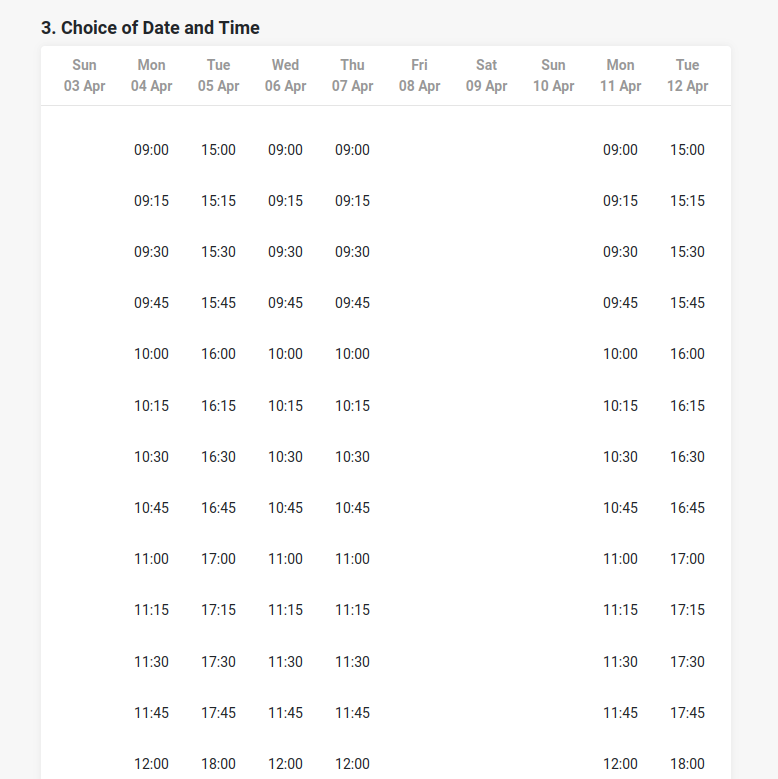 3. Choice of Date and Time
Sun Mon Tue Wed Thu Fri Sat Sun Mon Tue
03 Apr 04 Apr 05 Apr 06 Apr 07 Apr 08 Apr 09 Apr 10 Apr 11 Apr 12 Apr
09:00 15:00 09:00 09:00 09:00 15:00
09:15 15:15 09:15 09:15 09:15 15:15
09:30 15:30 09:30 09:30 09:30 15:30
09:45 15:45 09:45 09:45 09:45 15:45
10:00 16:00 10:00 10:00 10:00 16:00
10:15 16:15 10:15 10:15 10:15 16:15
10:30 16:30 10:30 10:30 10:30 16:30
10:45 16:45 10:45 10:45 10:45 16:45
11:00 17:00 11:00 11:00 11:00 17:00
11:15 17:15 11:15 11:15 11:15 17:15
11:30 17:30 11:30 11:30 11:30 17:30
11:45 17:45 11:45 11:45 11:45 17:45
12:00 18:00 12:00 12:00 12:00 18:00